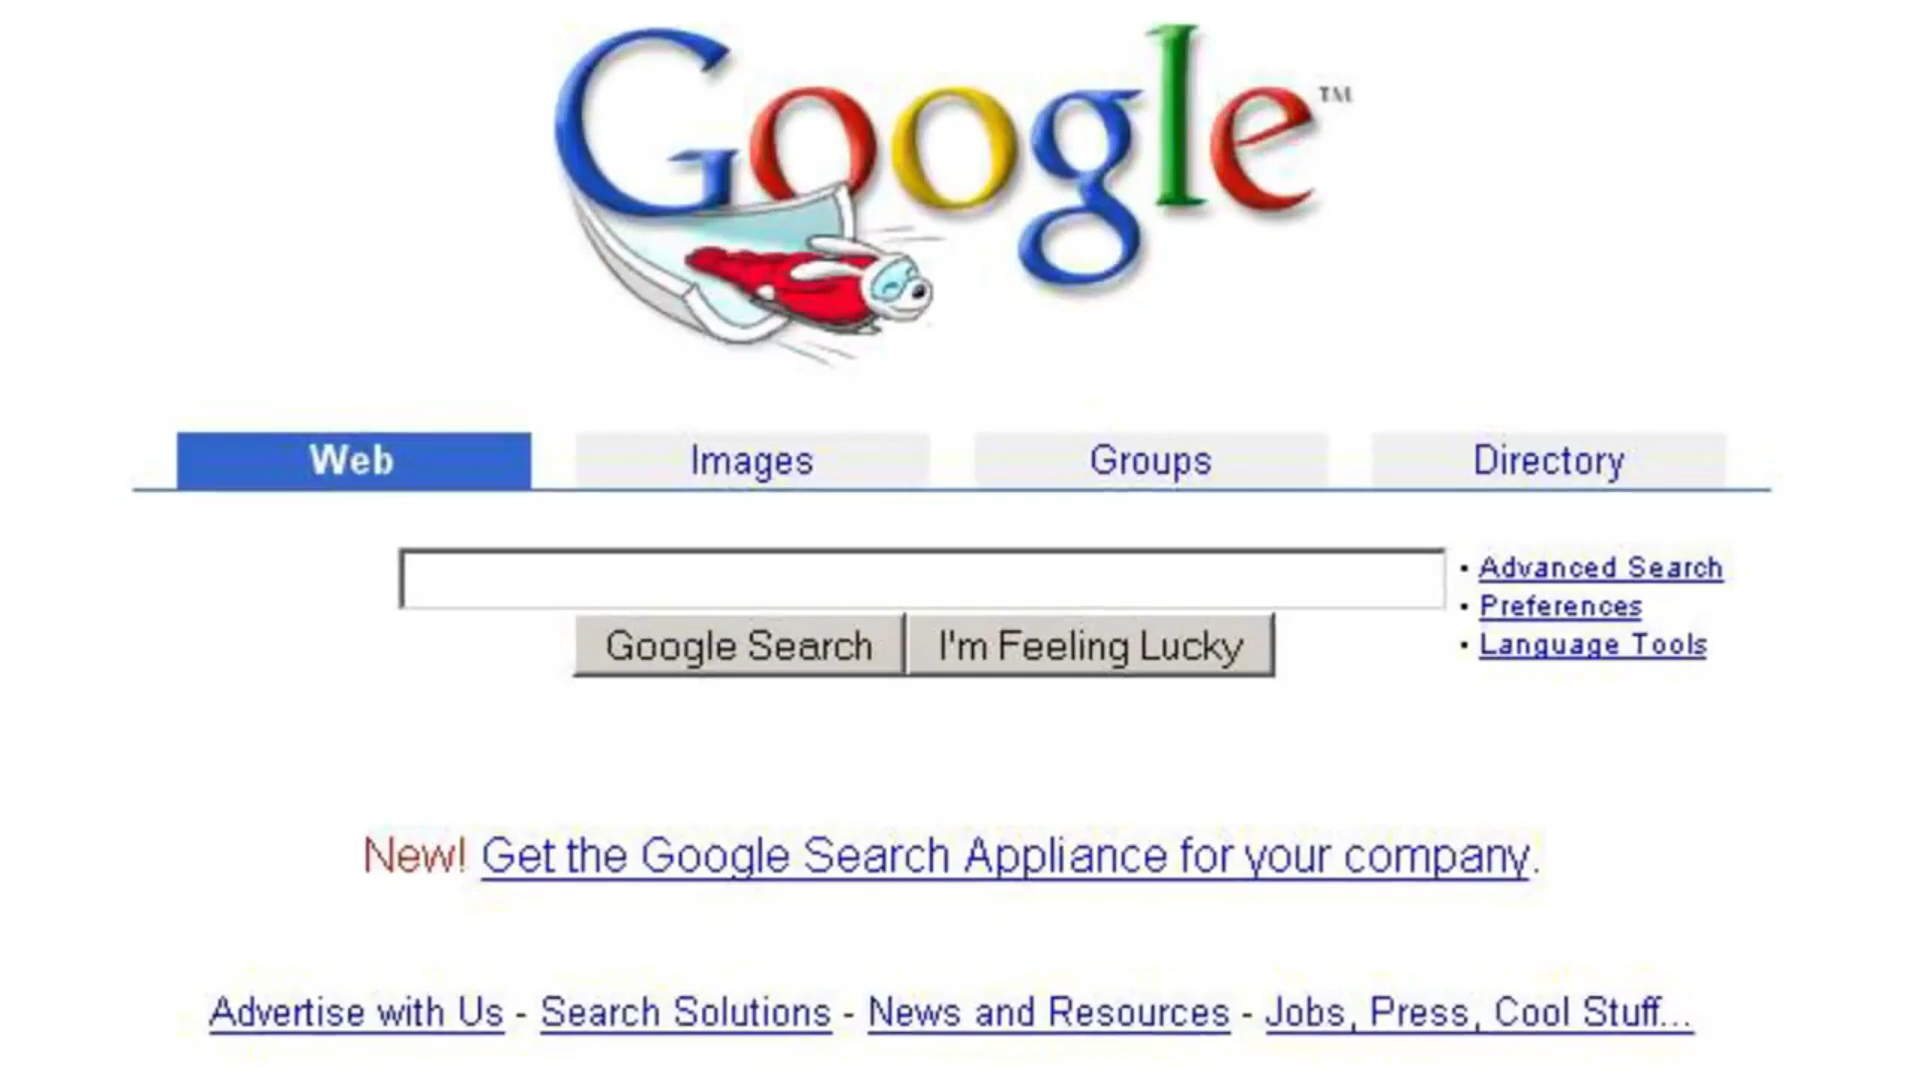 Google™
Web Images Groups Directory
• Advanced Search
• Preferences
• Language Tools
Google Search I'm Feeling Lucky
New! Get the Google Search Appliance for your company.
Advertise with Us - Search Solutions - News and Resources - Jobs, Press, Cool Stuff...